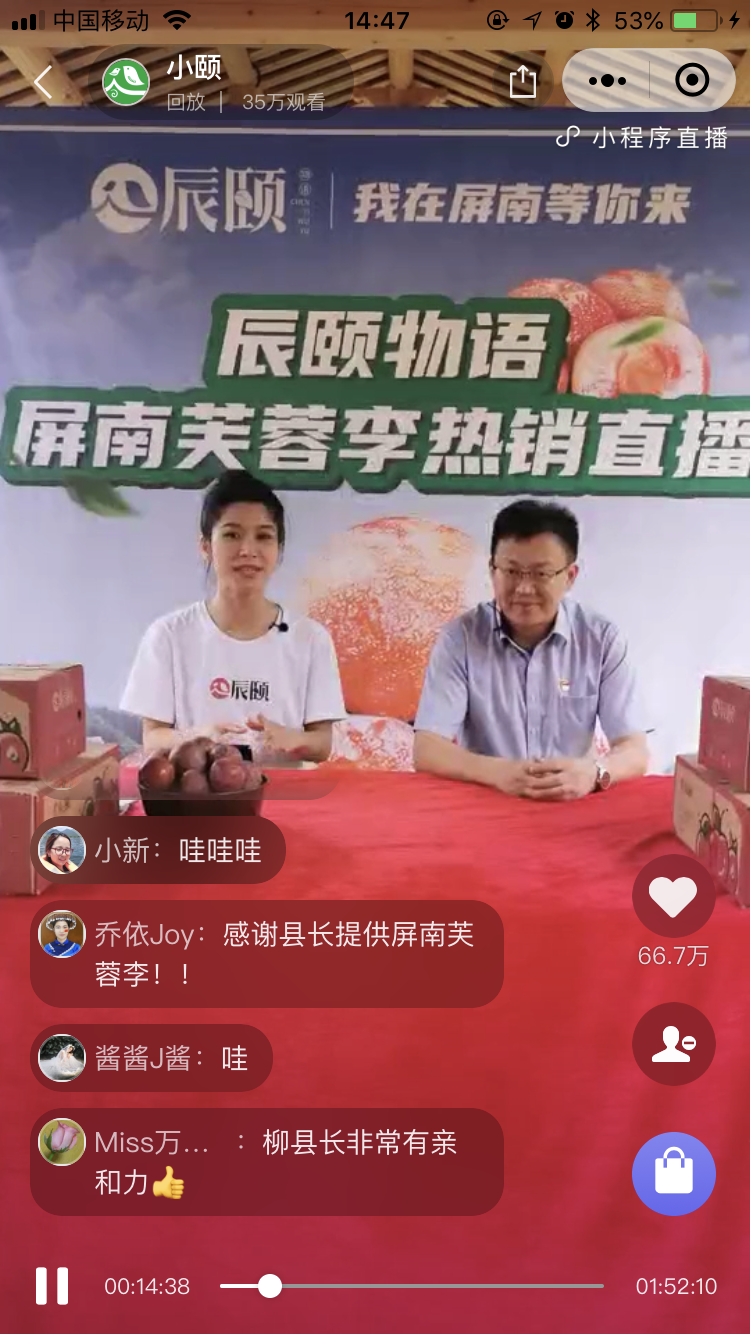 中国移动
14:47
53%
小颐
回放 | 35万观看
小程序直播
辰颐
我在屏南等你来
辰颐物语
屏南芙蓉李热销直播
辰颐
小新：哇哇哇
乔依Joy：感谢县长提供屏南芙
蓉李！！
酱酱J酱：哇
Miss万... ：柳县长非常有亲
和力👍
66.7万
00:14:38
01:52:10